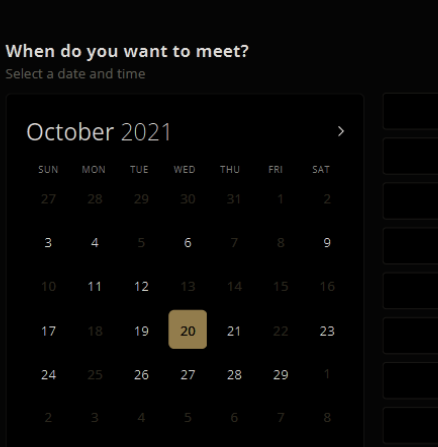 When do you want to meet?
Select a date and time
October 2021 >
SUN MON TUE WED THU FRI SAT
27 28 29 30 31 1 2
3 4 5 6 7 8 9
10 11 12 13 14 15 16
17 18 19 20 21 22 23
24 25 26 27 28 29 1
2 3 4 5 6 7 8